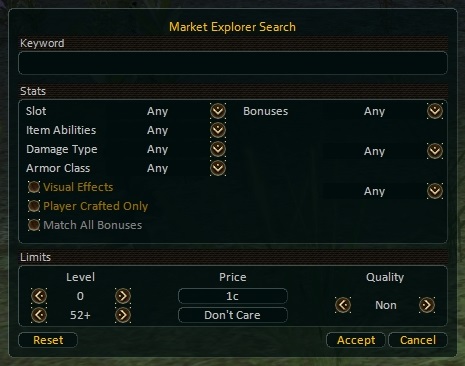 Market Explorer Search
Keyword
Stats
Slot Any Bonuses Any
Item Abilities Any
Damage Type Any Any
Armor Class Any
Visual Effects Any
Player Crafted Only
Match All Bonuses
Limits
Level Price Quality
0 1c Non
52+ Don't Care
Reset Accept Cancel